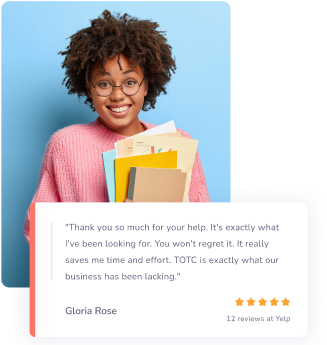 "Thank you so much for your help. It's exactly what
I've been looking for. You won't regret it. It really
saves me time and effort. TOTC is exactly what our
business has been lacking."
Gloria Rose
12 reviews at Yelp